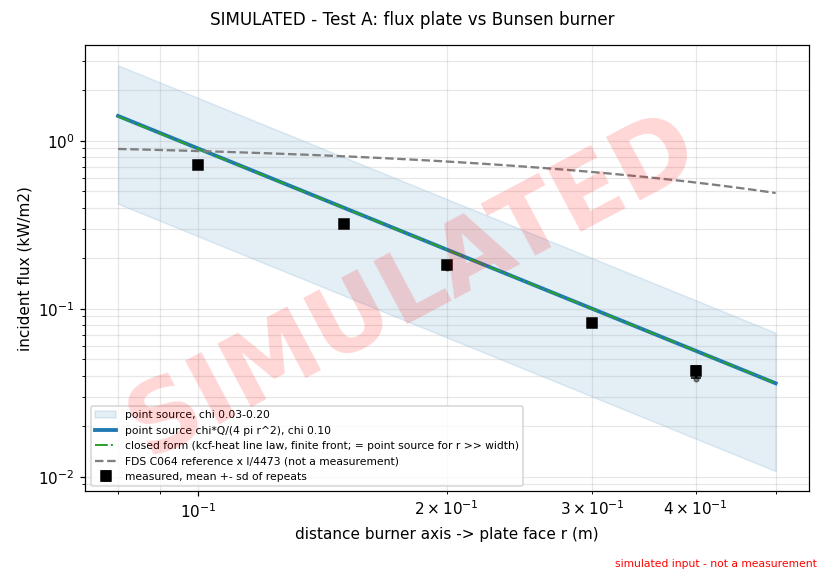 SIMULATED - Test A: flux plate vs Bunsen burner
incident flux (kW/m2)
10⁰
10⁻¹
10⁻²
SIMULATED
point source, chi 0.03-0.20
point source chi*Q/(4 pi r^2), chi 0.10
closed form (kcf-heat line law, finite front; = point source for r >> width)
FDS C064 reference x I/4473 (not a measurement)
measured, mean +- sd of repeats
10⁻¹
2 × 10⁻¹
3 × 10⁻¹
4 × 10⁻¹
distance burner axis -> plate face r (m)
simulated input - not a measurement